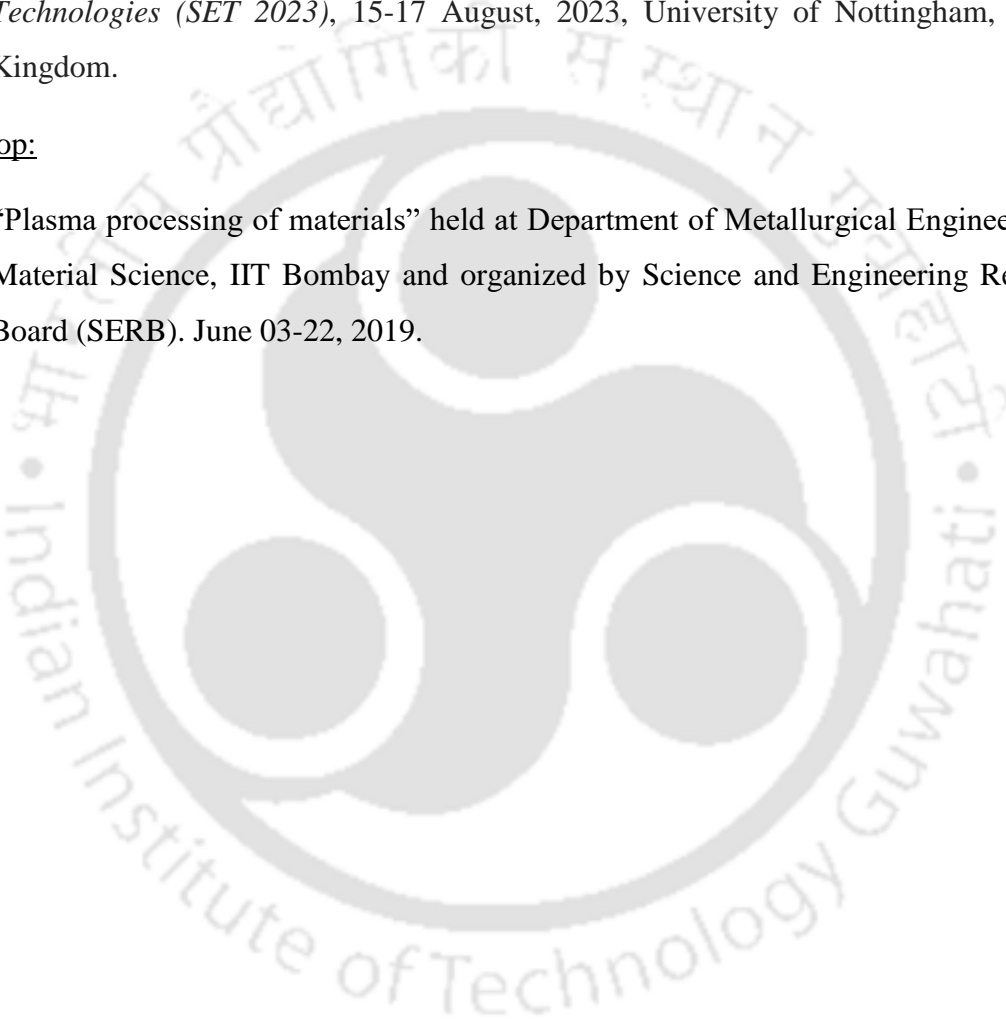 Technologies (SET 2023), 15-17 August, 2023, University of Nottingham,
Kingdom.
op:
“Plasma processing of materials” held at Department of Metallurgical Enginee
Material Science, IIT Bombay and organized by Science and Engineering Re
Board (SERB). June 03-22, 2019.
भारतीय प्रौद्योगिकी संस्थान गुवाहाटी
Indian Institute of Technology Guwahati